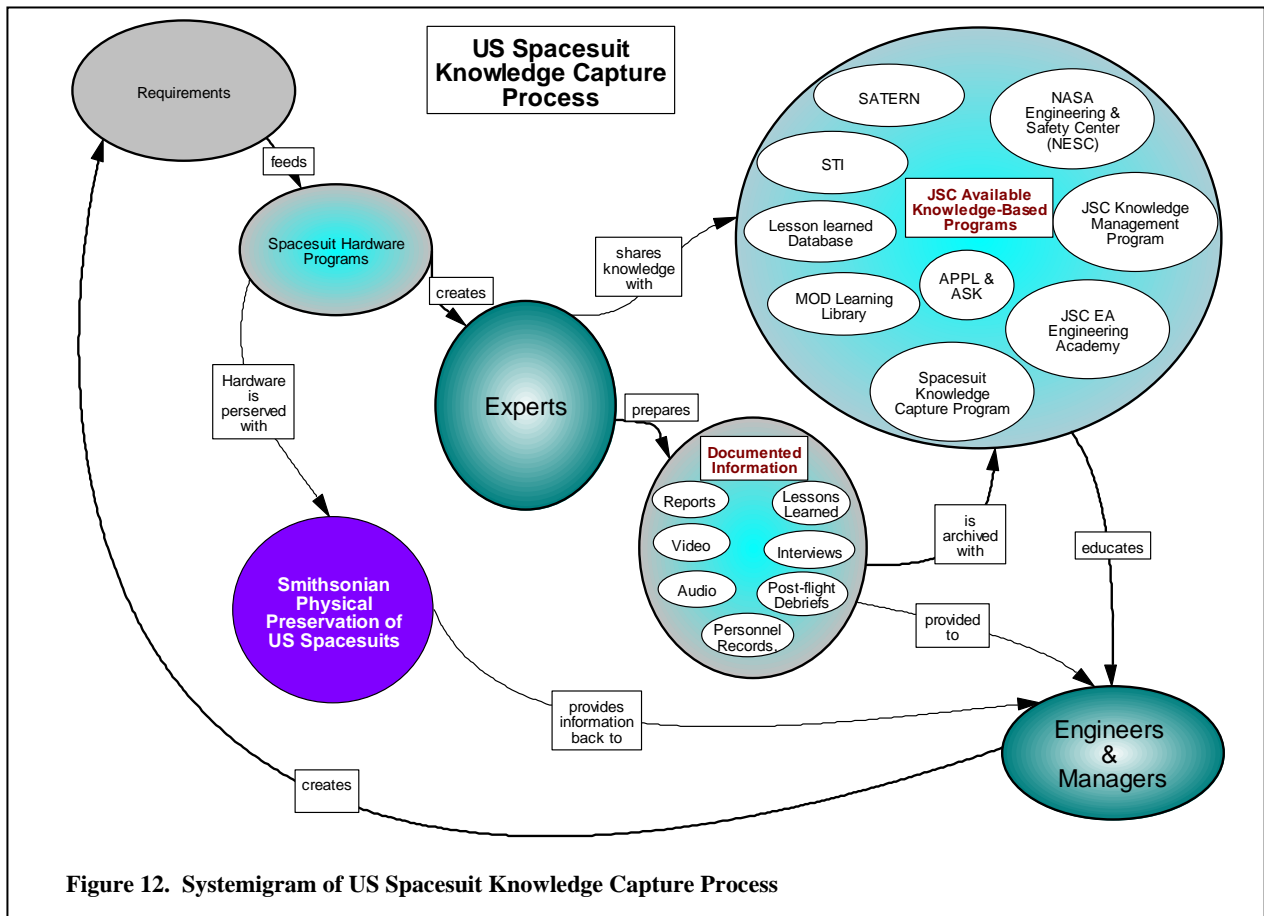 US Spacesuit
Knowledge Capture
Process
Requirements
feeds
Spacesuit Hardware
Programs
creates
Experts
shares
knowledge
with
SATERN
NASA
Engineering &
Safety Center
(NESC)
STI
JSC Available
Knowledge-Based
Programs
Lesson learned
Database
JSC Knowledge
Management
Program
APPL &
ASK
MOD Learning
Library
JSC EA
Engineering
Academy
Spacesuit
Knowledge
Capture Program
Hardware
is
perserved
with
prepares
Documented
Information
Reports
Lessons
Learned
Video
Interviews
Audio
Post-flight
Debriefs
Personnel
Records,
is
archived
with
educates
provided
to
Smithsonian
Physical
Preservation of
US Spacesuits
provides
information
back to
Engineers
&
Managers
creates
Figure 12.  Systemigram of US Spacesuit Knowledge Capture Process